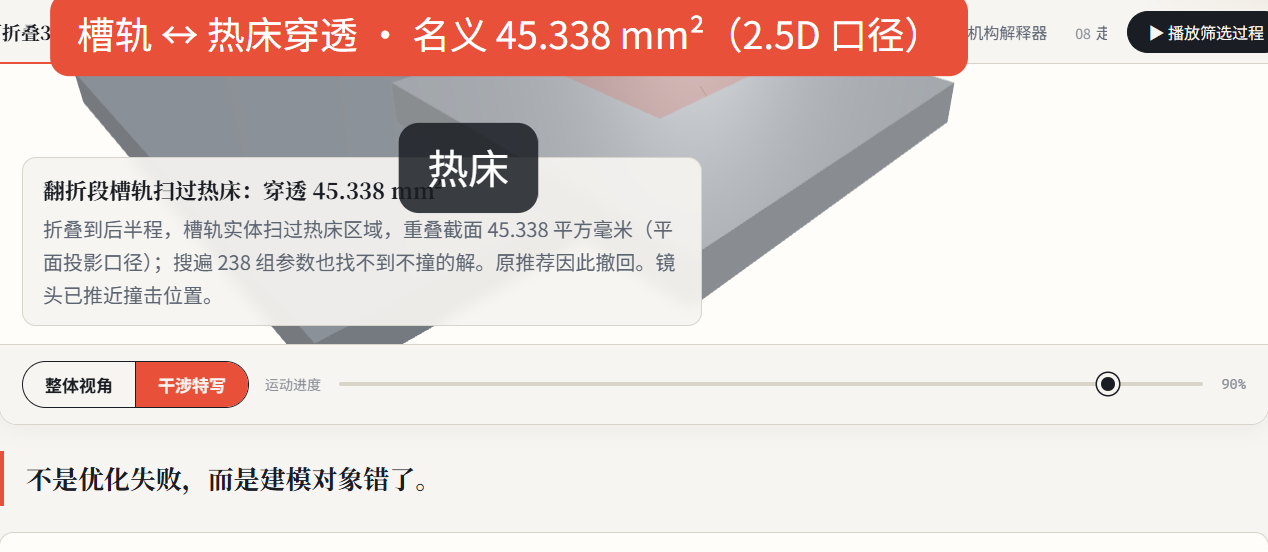 折叠3
槽轨 ↔ 热床穿透 · 名义 45.338 mm²（2.5D 口径）
机构解释器
08 走
▶ 播放筛选过程
热床
翻折段槽轨扫过热床：穿透 45.338 mm²
折叠到后半程，槽轨实体扫过热床区域，重叠截面 45.338 平方毫米（平
面投影口径）；搜遍 238 组参数也找不到不撞的解。原推荐因此撤回。镜
头已推近撞击位置。
整体视角
干涉特写
运动进度
90%
不是优化失败，而是建模对象错了。